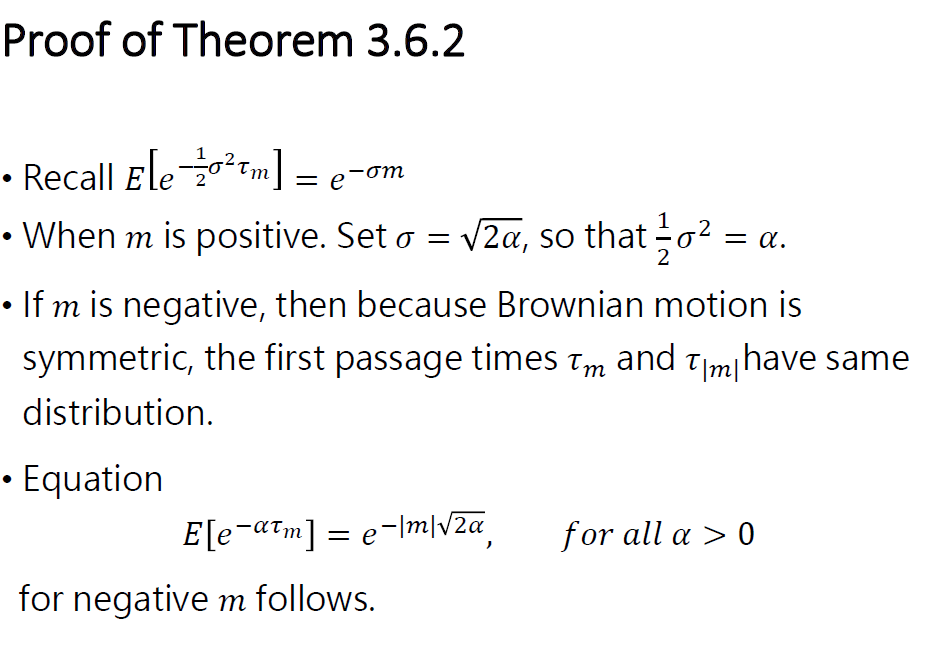 Proof of Theorem 3.6.2
• Recall $E\left[e^{-\frac{1}{2}\sigma^2\tau_m}\right] = e^{-\sigma m}$
• When $m$ is positive. Set $\sigma = \sqrt{2\alpha}$, so that $\frac{1}{2}\sigma^2 = \alpha$.
• If $m$ is negative, then because Brownian motion is
symmetric, the first passage times $\tau_m$ and $\tau_{|m|}$have same
distribution.
• Equation
$E[e^{-\alpha\tau_m}] = e^{-|m|\sqrt{2\alpha}}, \quad for\ all\ \alpha > 0$
for negative $m$ follows.